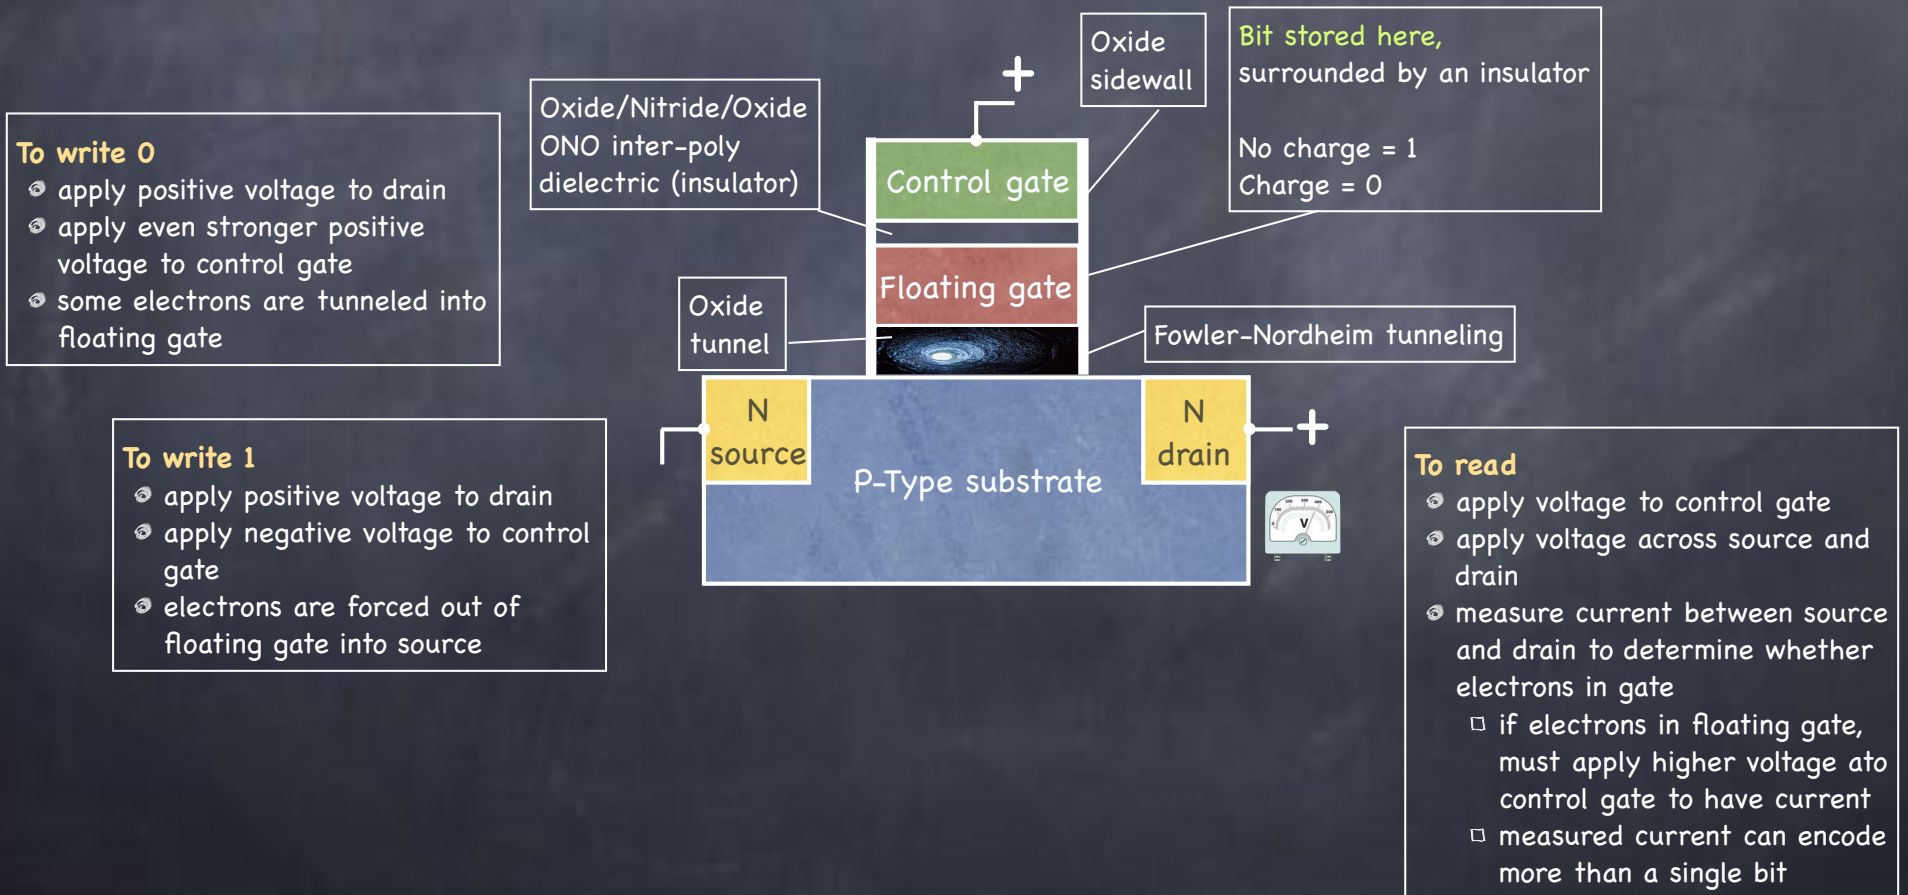 To write 0
apply positive voltage to drain
apply even stronger positive
voltage to control gate
some electrons are tunneled into
floating gate
To write 1
apply positive voltage to drain
apply negative voltage to control
gate
electrons are forced out of
floating gate into source
Oxide/Nitride/Oxide
ONO inter-poly
dielectric (insulator)
Oxide
tunnel
+
Control gate
Floating gate
N
source
P-Type substrate
N
drain
+
V
Oxide
sidewall
Bit stored here,
surrounded by an insulator
No charge = 1
Charge = 0
Fowler-Nordheim tunneling
To read
apply voltage to control gate
apply voltage across source and
drain
measure current between source
and drain to determine whether
electrons in gate
if electrons in floating gate,
must apply higher voltage ato
control gate to have current
measured current can encode
more than a single bit